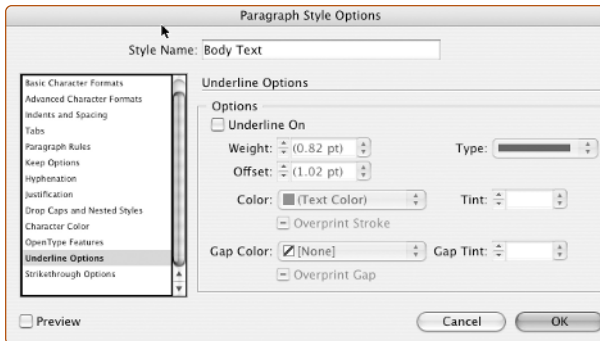 Paragraph Style Options
Style Name: Body Text
Basic Character Formats
Advanced Character Formats
Indents and Spacing
Tabs
Paragraph Rules
Keep Options
Hyphenation
Justification
Drop Caps and Nested Styles
Character Color
OpenType Features
Underline Options
Strikethrough Options
Underline Options
Options
Underline On
Weight: (0.82 pt) Type:
Offset: (1.02 pt)
Color: (Text Color) Tint:
Overprint Stroke
Gap Color: [None] Gap Tint:
Overprint Gap
Preview
Cancel OK